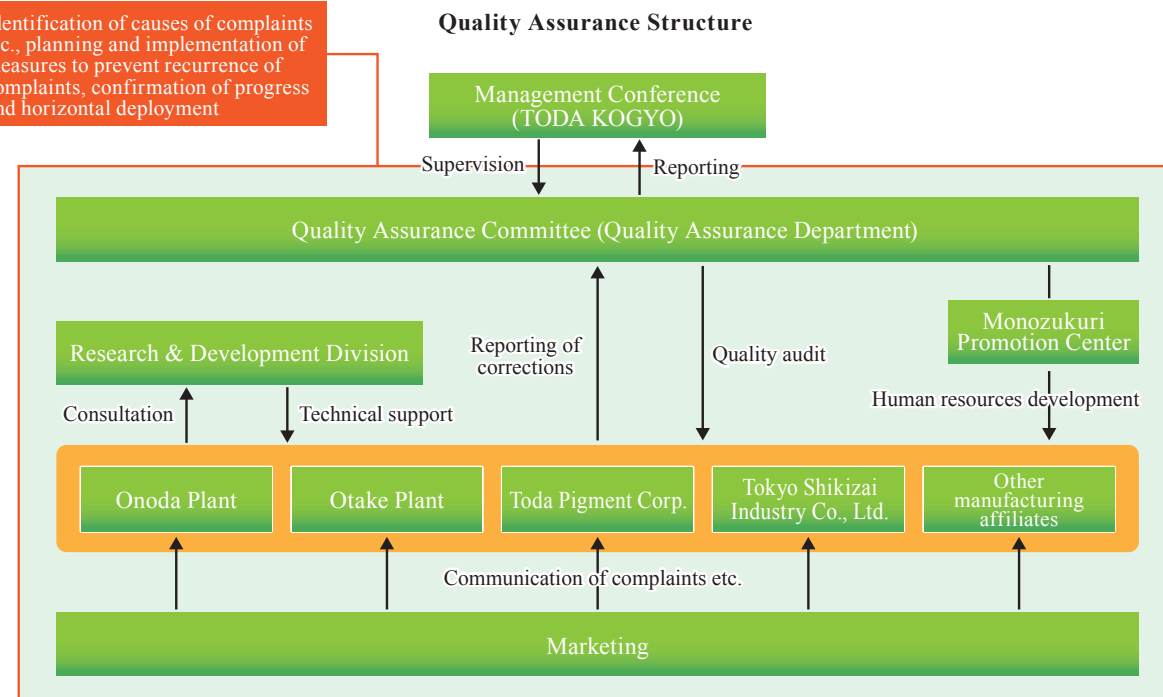 Quality Assurance Structure
dentification of causes of complaints
c., planning and implementation of
easures to prevent recurrence of
omplaints, confirmation of progress
nd horizontal deployment
Management Conference
(TODA KOGYO)
Supervision
Reporting
Quality Assurance Committee (Quality Assurance Department)
Research & Development Division
Reporting of
corrections
Quality audit
Monozukuri
Promotion Center
Consultation
Technical support
Human resources development
Onoda Plant
Otake Plant
Toda Pigment Corp.
Tokyo Shikizai
Industry Co., Ltd.
Other
manufacturing
affiliates
Communication of complaints etc.
Marketing